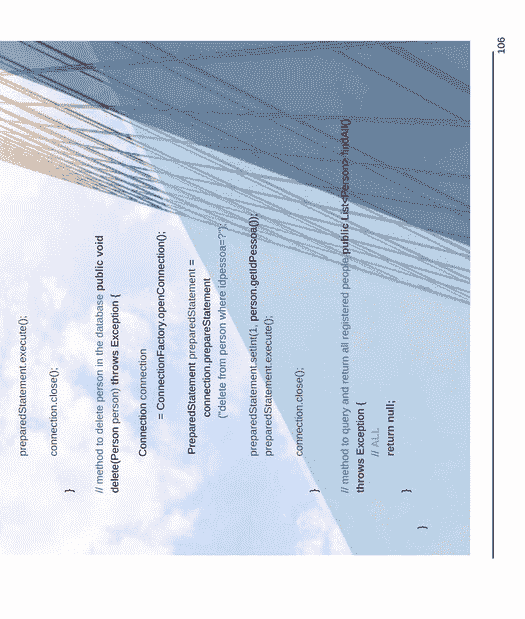 106
preparedStatement.execute();
connection.close();
}
// method to delete person in the database public void
delete(Person person) throws Exception {
Connection connection
= ConnectionFactory.openConnection();
PreparedStatement preparedStatement =
connection.prepareStatement
("delete from person where idpessoa=?");
preparedStatement.setInt(1, person.getIdPessoa());
preparedStatement.execute();
connection.close();
}
// method to query and return all registered people public List<Person> findAll()
throws Exception {
// ALL
return null;
}
}